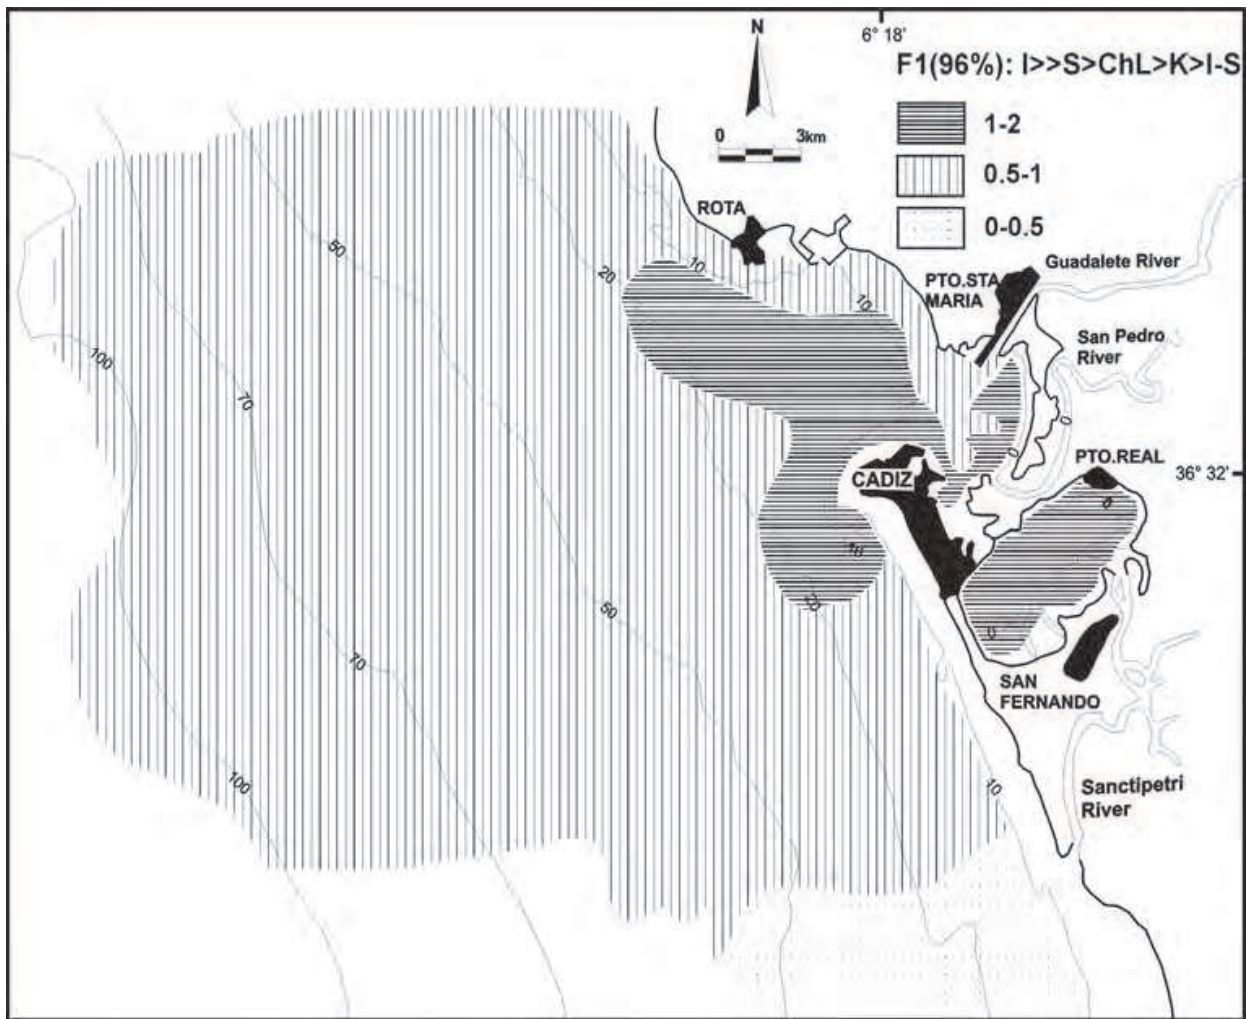 6° 18'
N
F1(96%): I>>S>ChL>K>I-S
0 3km
1-2
0.5-1
0-0.5
ROTA
Guadalete River
PTO.STA
MARIA
San Pedro
River
50
20
10
10
100
70
0
0
PTO.REAL
36° 32'
CADIZ
0
10
20
50
0
70
SAN
FERNANDO
100
10
Sanctipetri
River